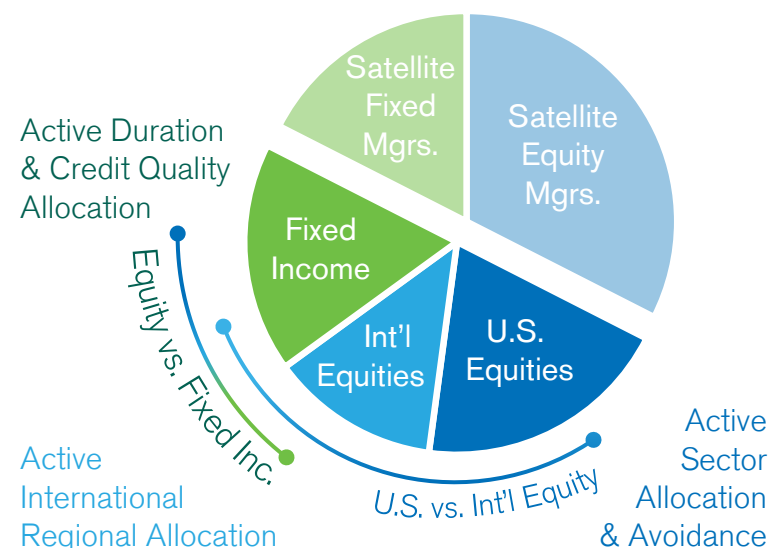 Satellite
Fixed
Mgrs.
Satellite
Equity
Mgrs.
Active Duration
& Credit Quality
Allocation
Fixed
Income
Int'l
Equities
U.S.
Equities
Equity vs. Fixed Inc.
U.S. vs. Int'l Equity
Active
International
Regional Allocation
Active
Sector
Allocation
& Avoidance